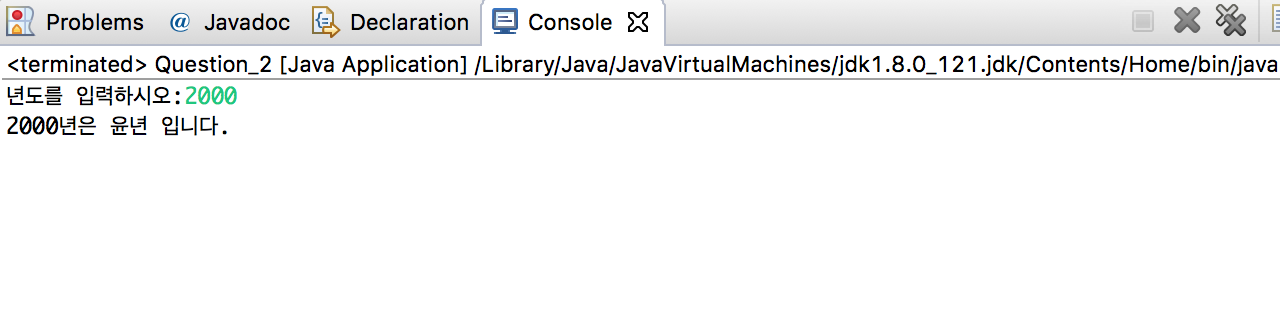 Problems @ Javadoc Declaration Console
<terminated> Question_2 [Java Application] /Library/Java/JavaVirtualMachines/jdk1.8.0_121.jdk/Contents/Home/bin/java
년도를 입력하시오:2000
2000년은 윤년 입니다.